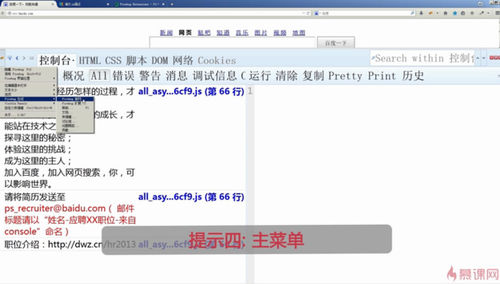 新闻 网页 贴吧 知道 音乐 图片 视频 地图
百度一下
控制台 HTML CSS 脚本 DOM 网络 Cookies
Search within 控制台
概况 All 错误 警告 消息 调试信息 运行 清除 复制 Pretty Print 历史
经历怎样的过程，才
all_asy...6cf9.js (第 66 行)
1
的成长，才
能站在技术之
all_asy...6cf9.js (第 66 行)
探寻这里的秘密；
体验这里的挑战；
成为这里的主人；
加入百度，加入网页搜索，你，可
以影响世界。
请将简历发送至
all_asy...6cf9.js (第 66 行)
ps_recruiter@baidu.com（ 邮件
标题请以“姓名-应聘XX职位-来自
console”命名）
职位介绍：http://dwz.cn/hr2013
all_asy...6cf9.js (第 66 行)
提示四: 主菜单
慕课网